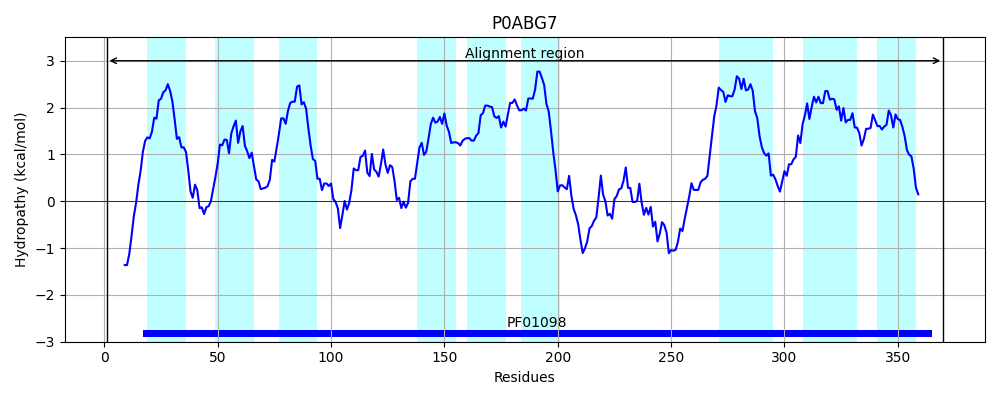 P0ABG7
Hydropathy (kcal/mol)
3
2
1
0
−1
−2
−3
Alignment region
PF01098
0 50 100 150 200 250 300 350
Residues